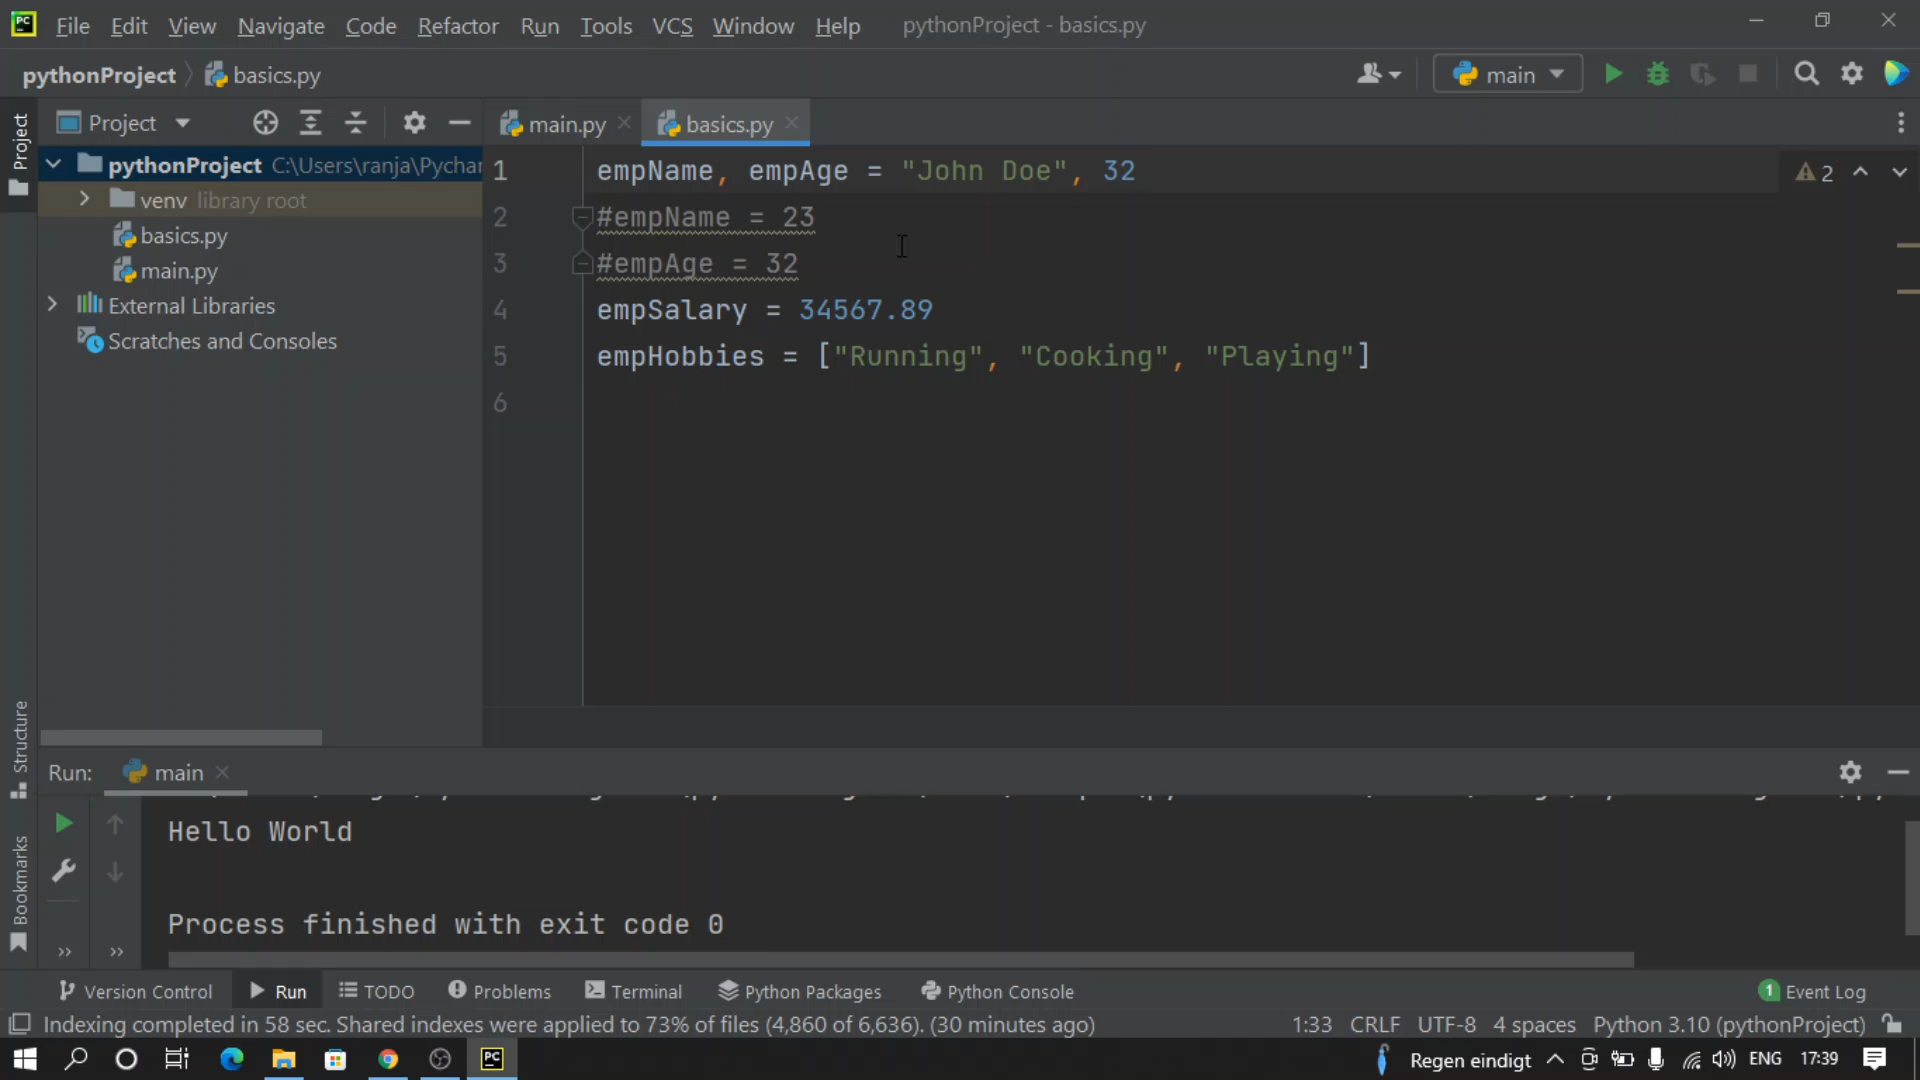 PC File Edit View Navigate Code Refactor Run Tools VCS Window Help pythonProject - basics.py
pythonProject basics.py main
Project
Project main.py basics.py
pythonProject C:\Users\ranja\Pychar
venv library root
basics.py
main.py
External Libraries
Scratches and Consoles
1 empName, empAge = "John Doe", 32
2 #empName = 23
3 #empAge = 32
4 empSalary = 34567.89
5 empHobbies = ["Running", "Cooking", "Playing"]
6
2
Structure
Bookmarks
Run: main
Hello World
Process finished with exit code 0
Version Control Run TODO Problems Terminal Python Packages Python Console 1 Event Log
Indexing completed in 58 sec. Shared indexes were applied to 73% of files (4,860 of 6,636). (30 minutes ago) 1:33 CRLF UTF-8 4 spaces Python 3.10 (pythonProject)
PC Regen eindigt ENG 17:39